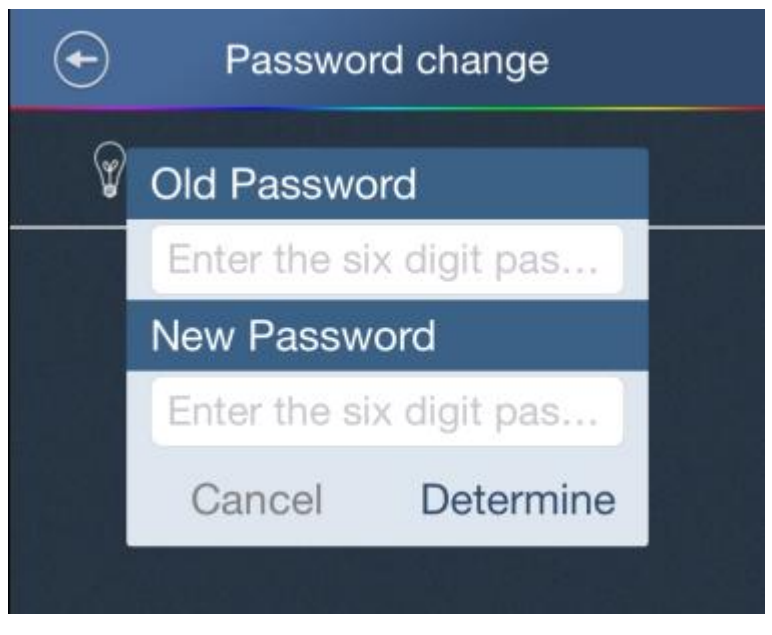 Password change
Old Password
Enter the six digit pas...
New Password
Enter the six digit pas...
Cancel Determine